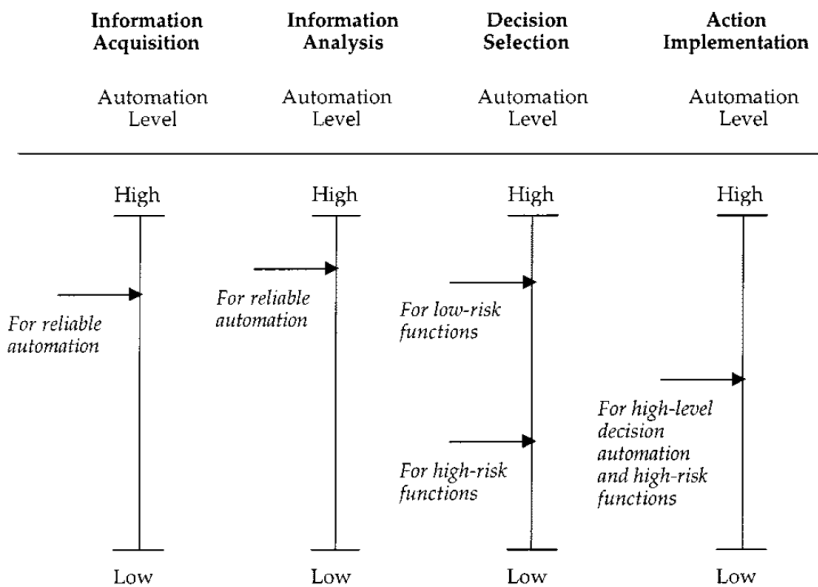 Information
Acquisition
Information
Analysis
Decision
Selection
Action
Implementation
Automation
Level
Automation
Level
Automation
Level
Automation
Level
High
High
High
High
For reliable
automation
For reliable
automation
For low-risk
functions
For high-risk
functions
For high-level
decision
automation
and high-risk
functions
Low
Low
Low
Low